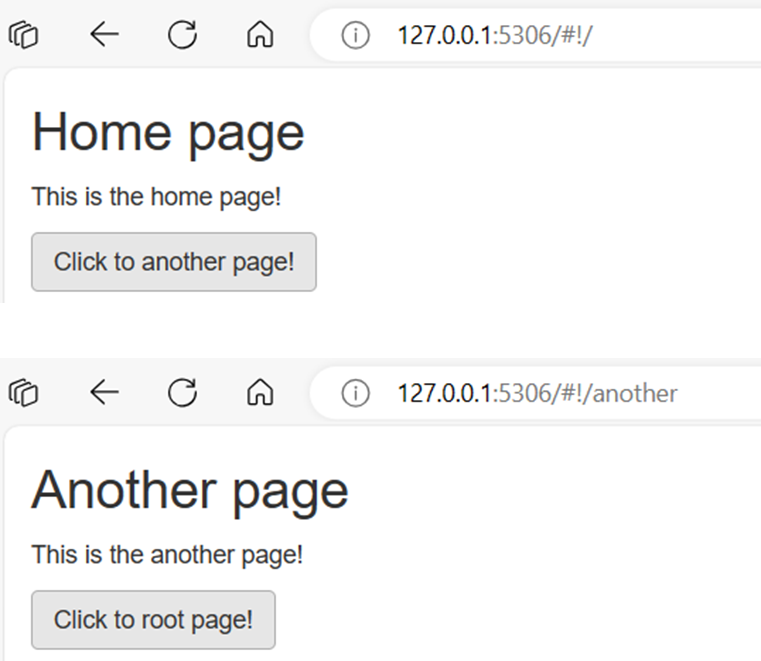 127.0.0.1:5306/#!/
Home page
This is the home page!
Click to another page!
127.0.0.1:5306/#!/another
Another page
This is the another page!
Click to root page!